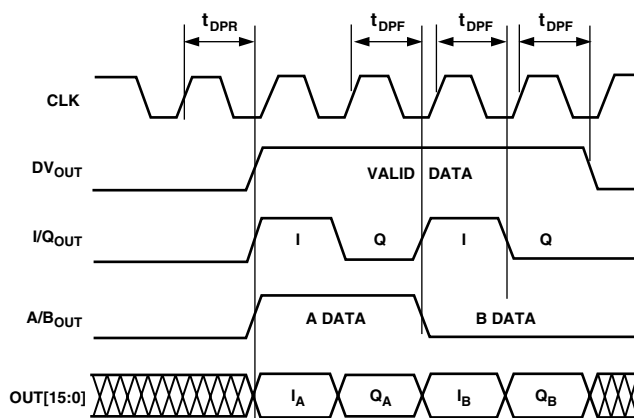 tDPR tDPF tDPF tDPF
CLK
DVOUT VALID DATA
I/QOUT I Q I Q
A/BOUT A DATA B DATA
OUT[15:0] IA QA IB QB